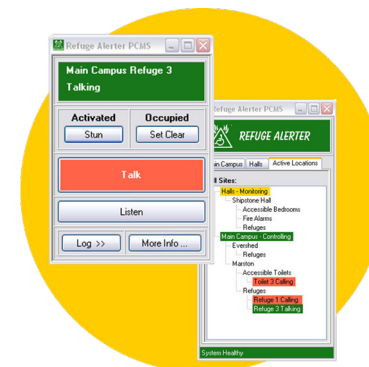 Refuge Alerter PCMS
Main Campus Refuge 3
Talking
Activated Occupied
Stun Set Clear
Talk
Listen
Log >> More Info ...
Refuge Alerter PCMS
REFUGE ALERTER
Campus Halls Active Locations
Sites:
Halls - Monitoring
Shipstone Hall
Accessible Bedrooms
Fire Alarms
Refuges
Main Campus - Controlling
Evershed
Refuges
Marston
Accessible Toilets
Toilet 3 Calling
Refuges
Refuge 1 Calling
Refuge 3 Talking
System Healthy